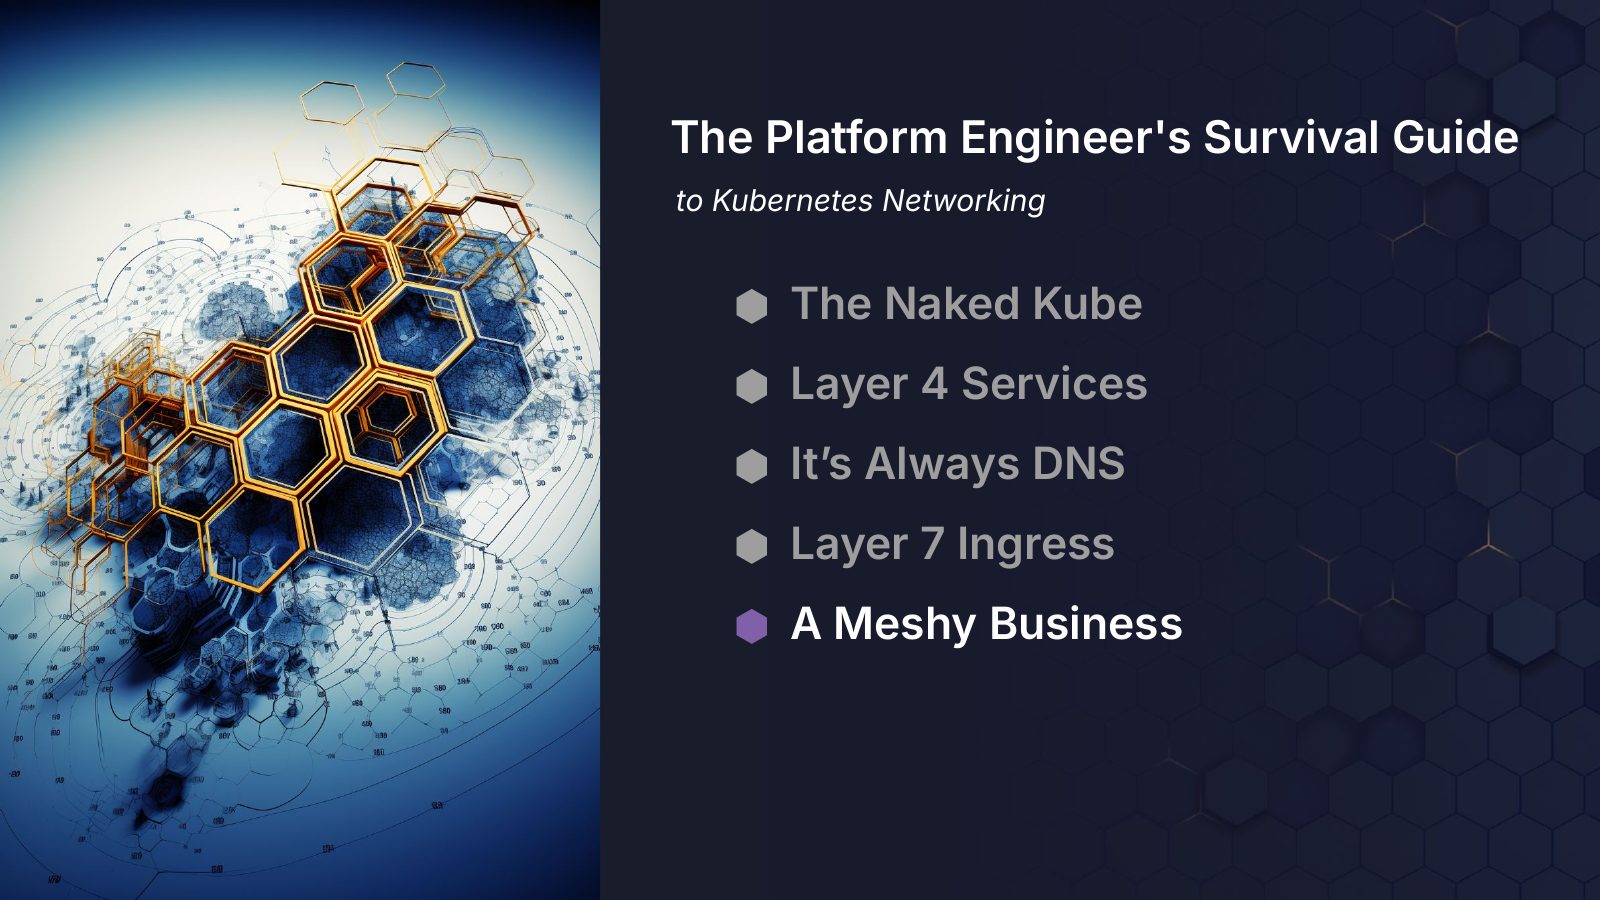 The Platform Engineer's Survival Guide
to Kubernetes Networking
The Naked Kube
Layer 4 Services
It’s Always DNS
Layer 7 Ingress
A Meshy Business